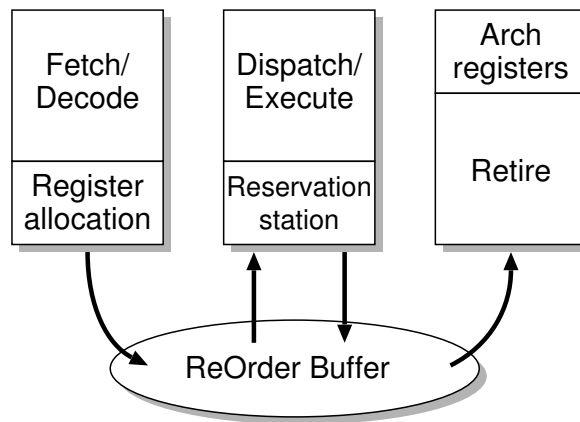 Fetch/
Decode
Register
allocation
Dispatch/
Execute
Reservation
station
Arch
registers
Retire
ReOrder Buffer